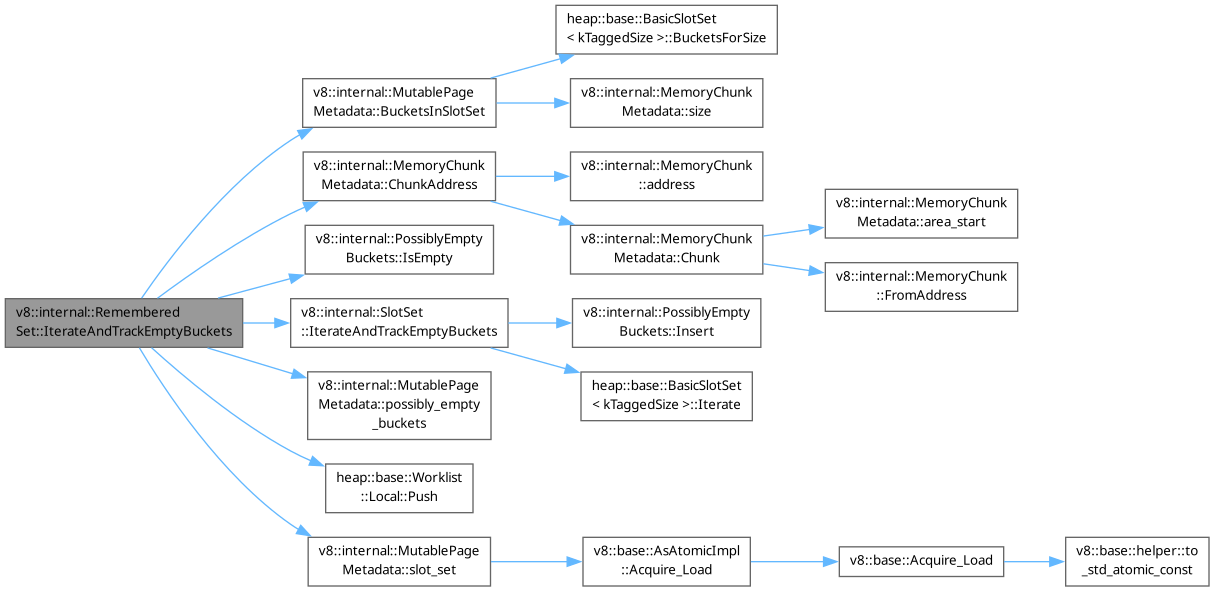 heap::base::BasicSlotSet
< kTaggedSize >::BucketsForSize
v8::internal::MutablePage
Metadata::BucketsInSlotSet
v8::internal::MemoryChunk
Metadata::size
v8::internal::MemoryChunk
Metadata::ChunkAddress
v8::internal::MemoryChunk
::address
v8::internal::MemoryChunk
Metadata::area_start
v8::internal::PossiblyEmpty
Buckets::IsEmpty
v8::internal::MemoryChunk
Metadata::Chunk
v8::internal::MemoryChunk
::FromAddress
v8::internal::Remembered
Set::IterateAndTrackEmptyBuckets
v8::internal::SlotSet
::IterateAndTrackEmptyBuckets
v8::internal::PossiblyEmpty
Buckets::Insert
v8::internal::MutablePage
Metadata::possibly_empty
_buckets
heap::base::BasicSlotSet
< kTaggedSize >::Iterate
heap::base::Worklist
::Local::Push
v8::internal::MutablePage
Metadata::slot_set
v8::base::AsAtomicImpl
::Acquire_Load
v8::base::Acquire_Load
v8::base::helper::to
_std_atomic_const